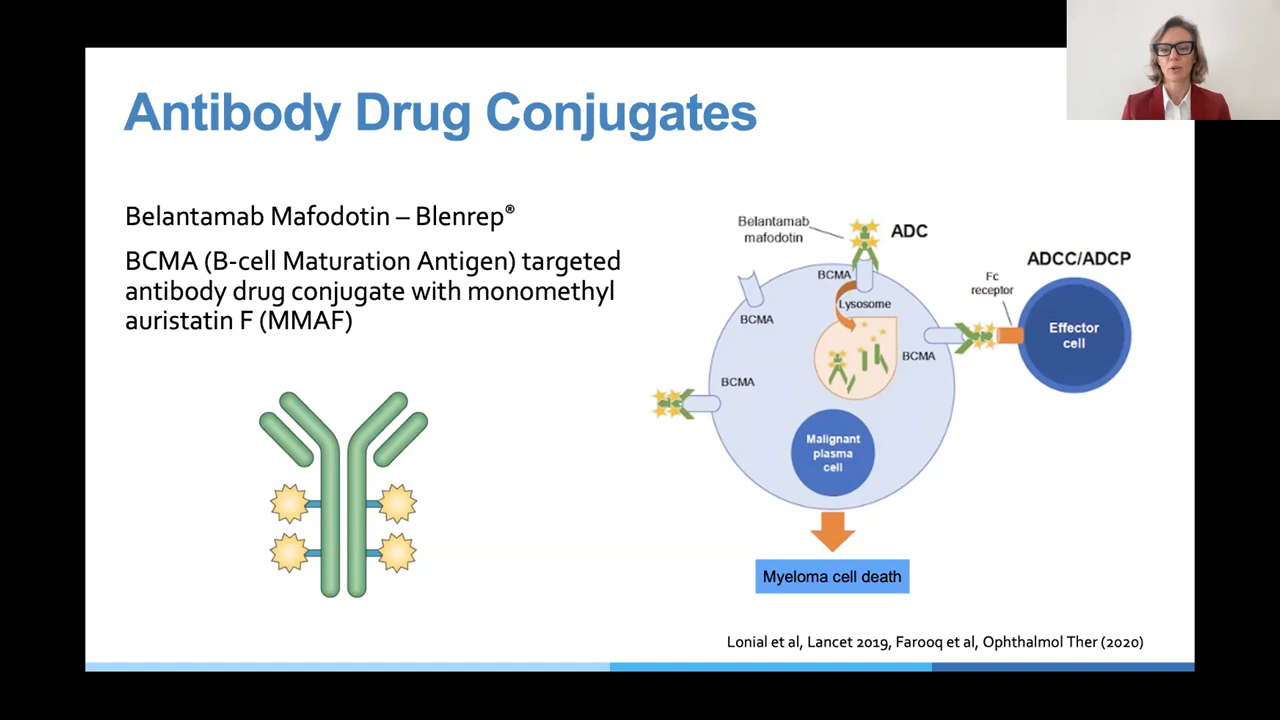 Antibody Drug Conjugates
Belantamab Mafodotin – Blenrep®
BCMA (B-cell Maturation Antigen) targeted
antibody drug conjugate with monomethyl
auristatin F (MMAF)
Belantamab
mafodotin
ADC
BCMA
Lysosome
BCMA
BCMA
BCMA
ADCC/ADCP
Fc
receptor
Effector
cell
Malignant
plasma
cell
Myeloma cell death
Lonial et al, Lancet 2019, Farooq et al, Ophthalmol Ther (2020)